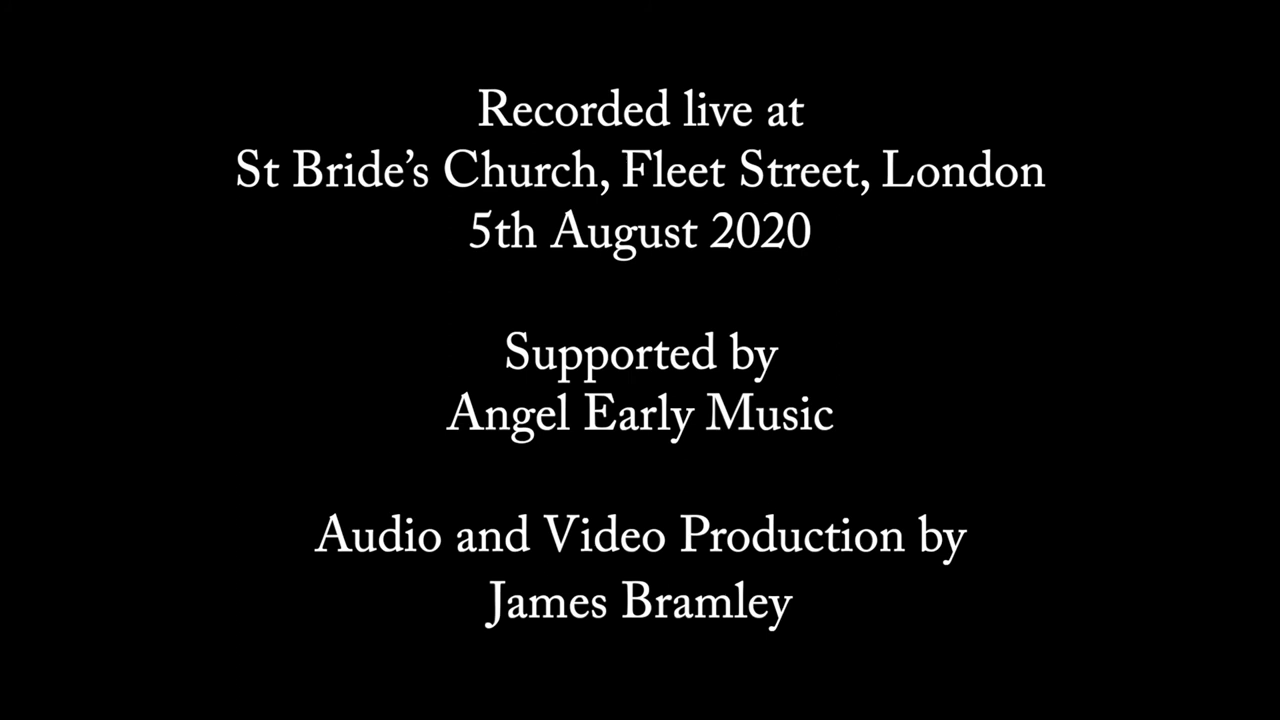 Recorded live at
St Bride’s Church, Fleet Street, London
5th August 2020
Supported by
Angel Early Music
Audio and Video Production by
James Bramley